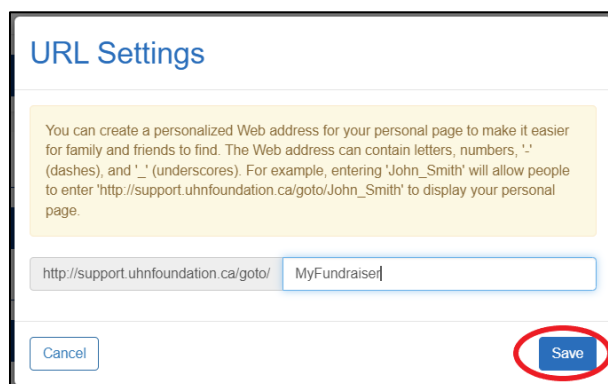 URL Settings
You can create a personalized Web address for your personal page to make it easier
for family and friends to find. The Web address can contain letters, numbers, '-'
(dashes), and '_' (underscores). For example, entering 'John_Smith' will allow people
to enter 'http://support.uhnfoundation.ca/goto/John_Smith' to display your personal
page.
http://support.uhnfoundation.ca/goto/ MyFundraiser
Cancel Save